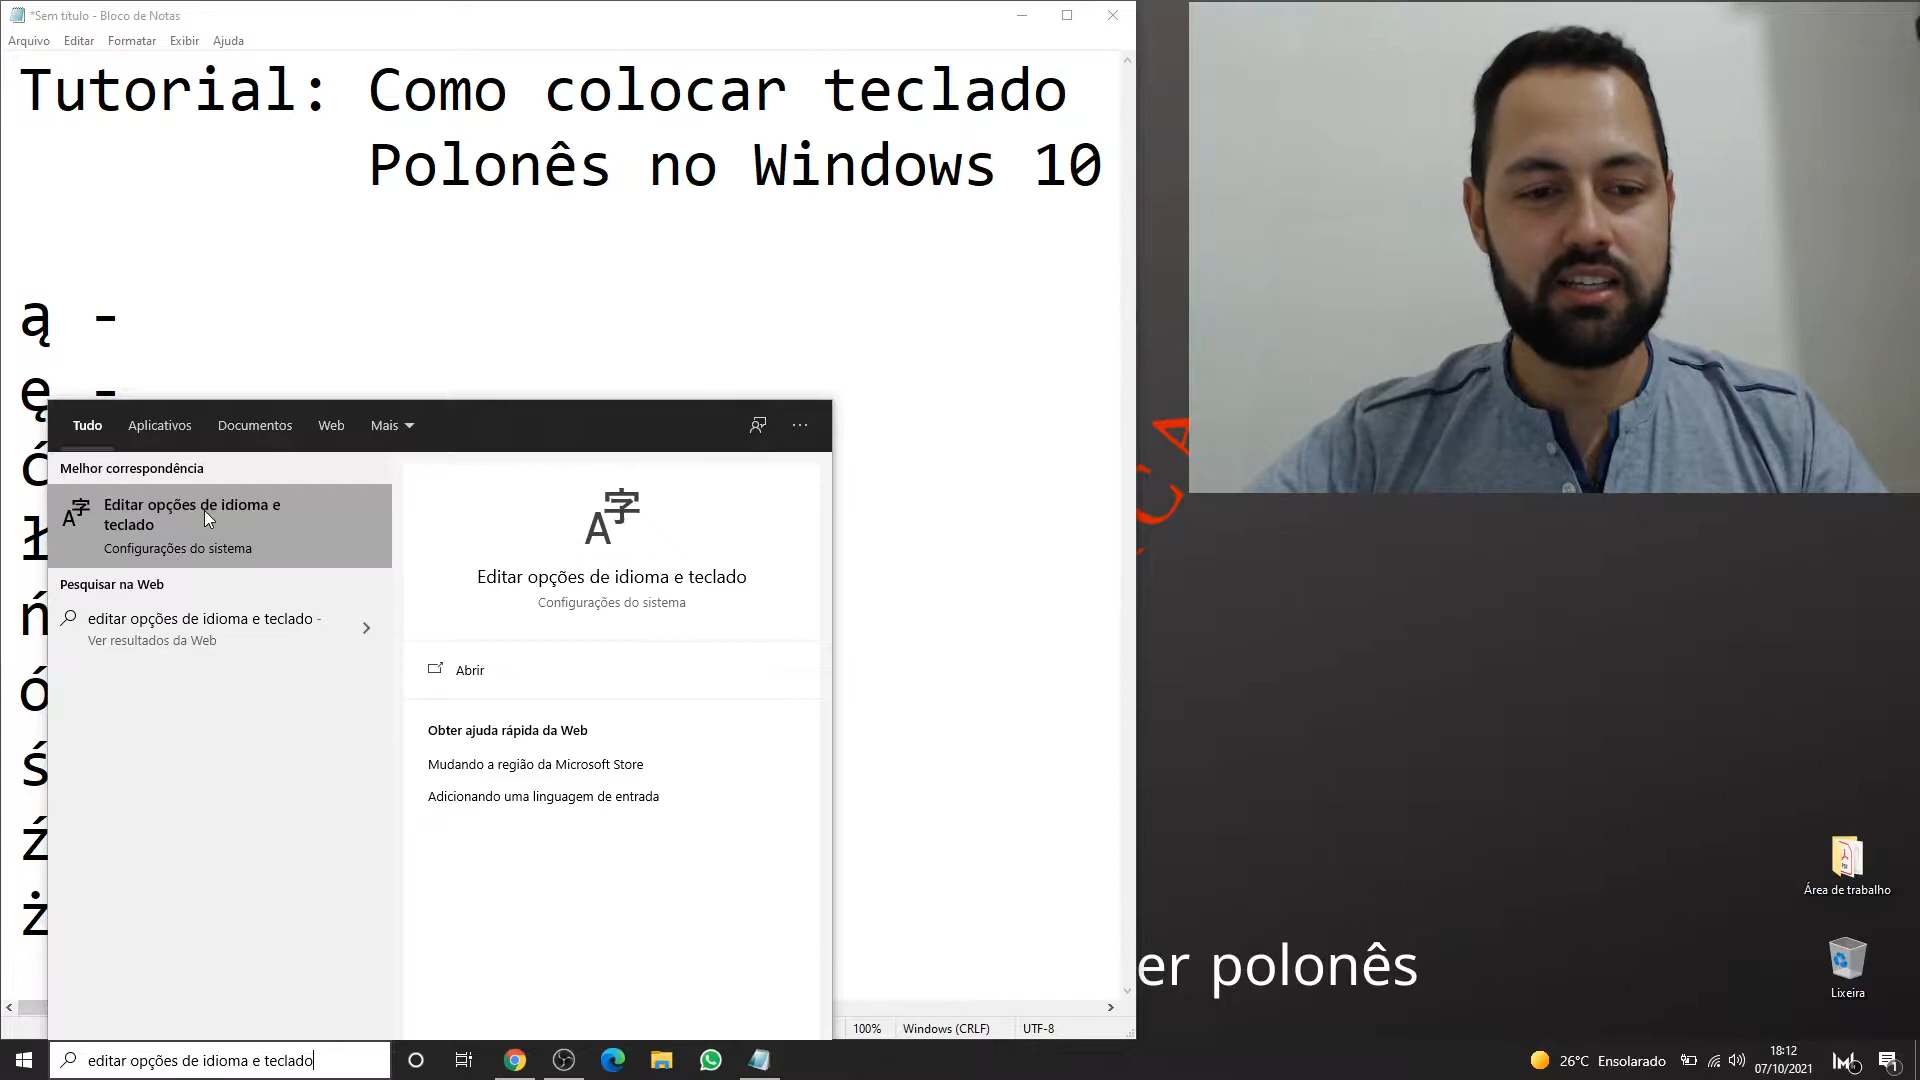 *Sem título - Bloco de Notas
Arquivo Editar Formatar Exibir Ajuda
Tutorial: Como colocar teclado
Polonês no Windows 10
ą -
ę -
ć
ł
ń
ó
ś
ź
ż
Tudo Aplicativos Documentos Web Mais
Melhor correspondência
Editar opções de idioma e
teclado
Configurações do sistema
Pesquisar na Web
editar opções de idioma e teclado -
Ver resultados da Web
A字
Editar opções de idioma e teclado
Configurações do sistema
Abrir
Obter ajuda rápida da Web
Mudando a região da Microsoft Store
Adicionando uma linguagem de entrada
er polonês
Área de trabalho
Lixeira
100% Windows (CRLF) UTF-8
editar opções de idioma e teclado
26°C Ensolarado
18:12
07/10/2021
1